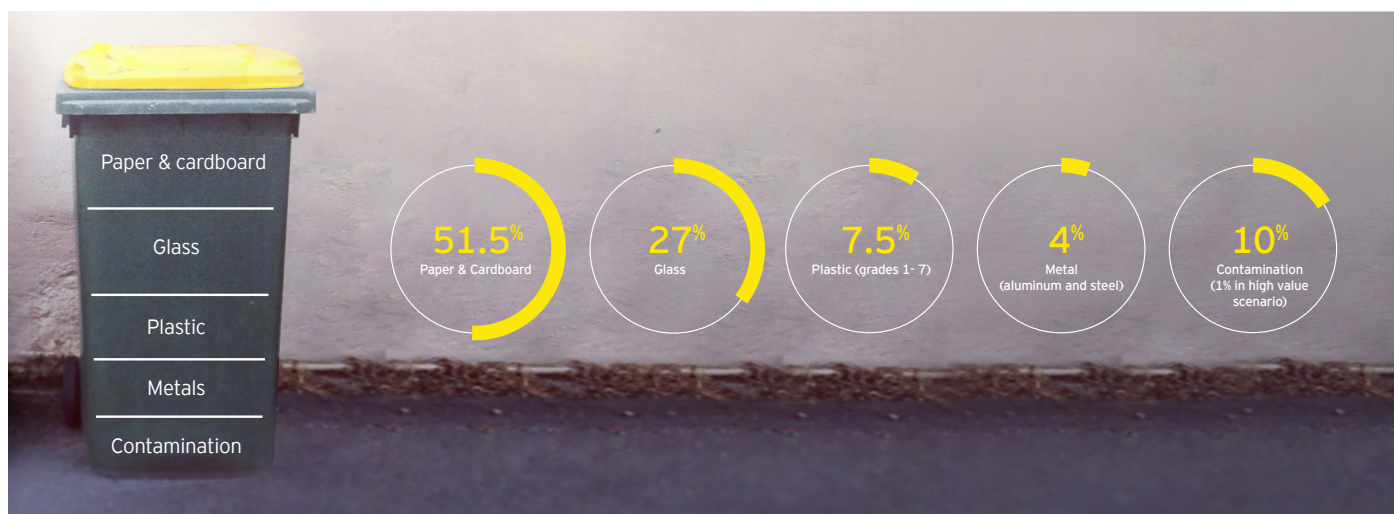 Paper & cardboard
Glass
Plastic
Metals
Contamination
51.5%
Paper & Cardboard
27%
Glass
7.5%
Plastic (grades 1- 7)
4%
Metal
(aluminum and steel)
10%
Contamination
(1% in high value
scenario)